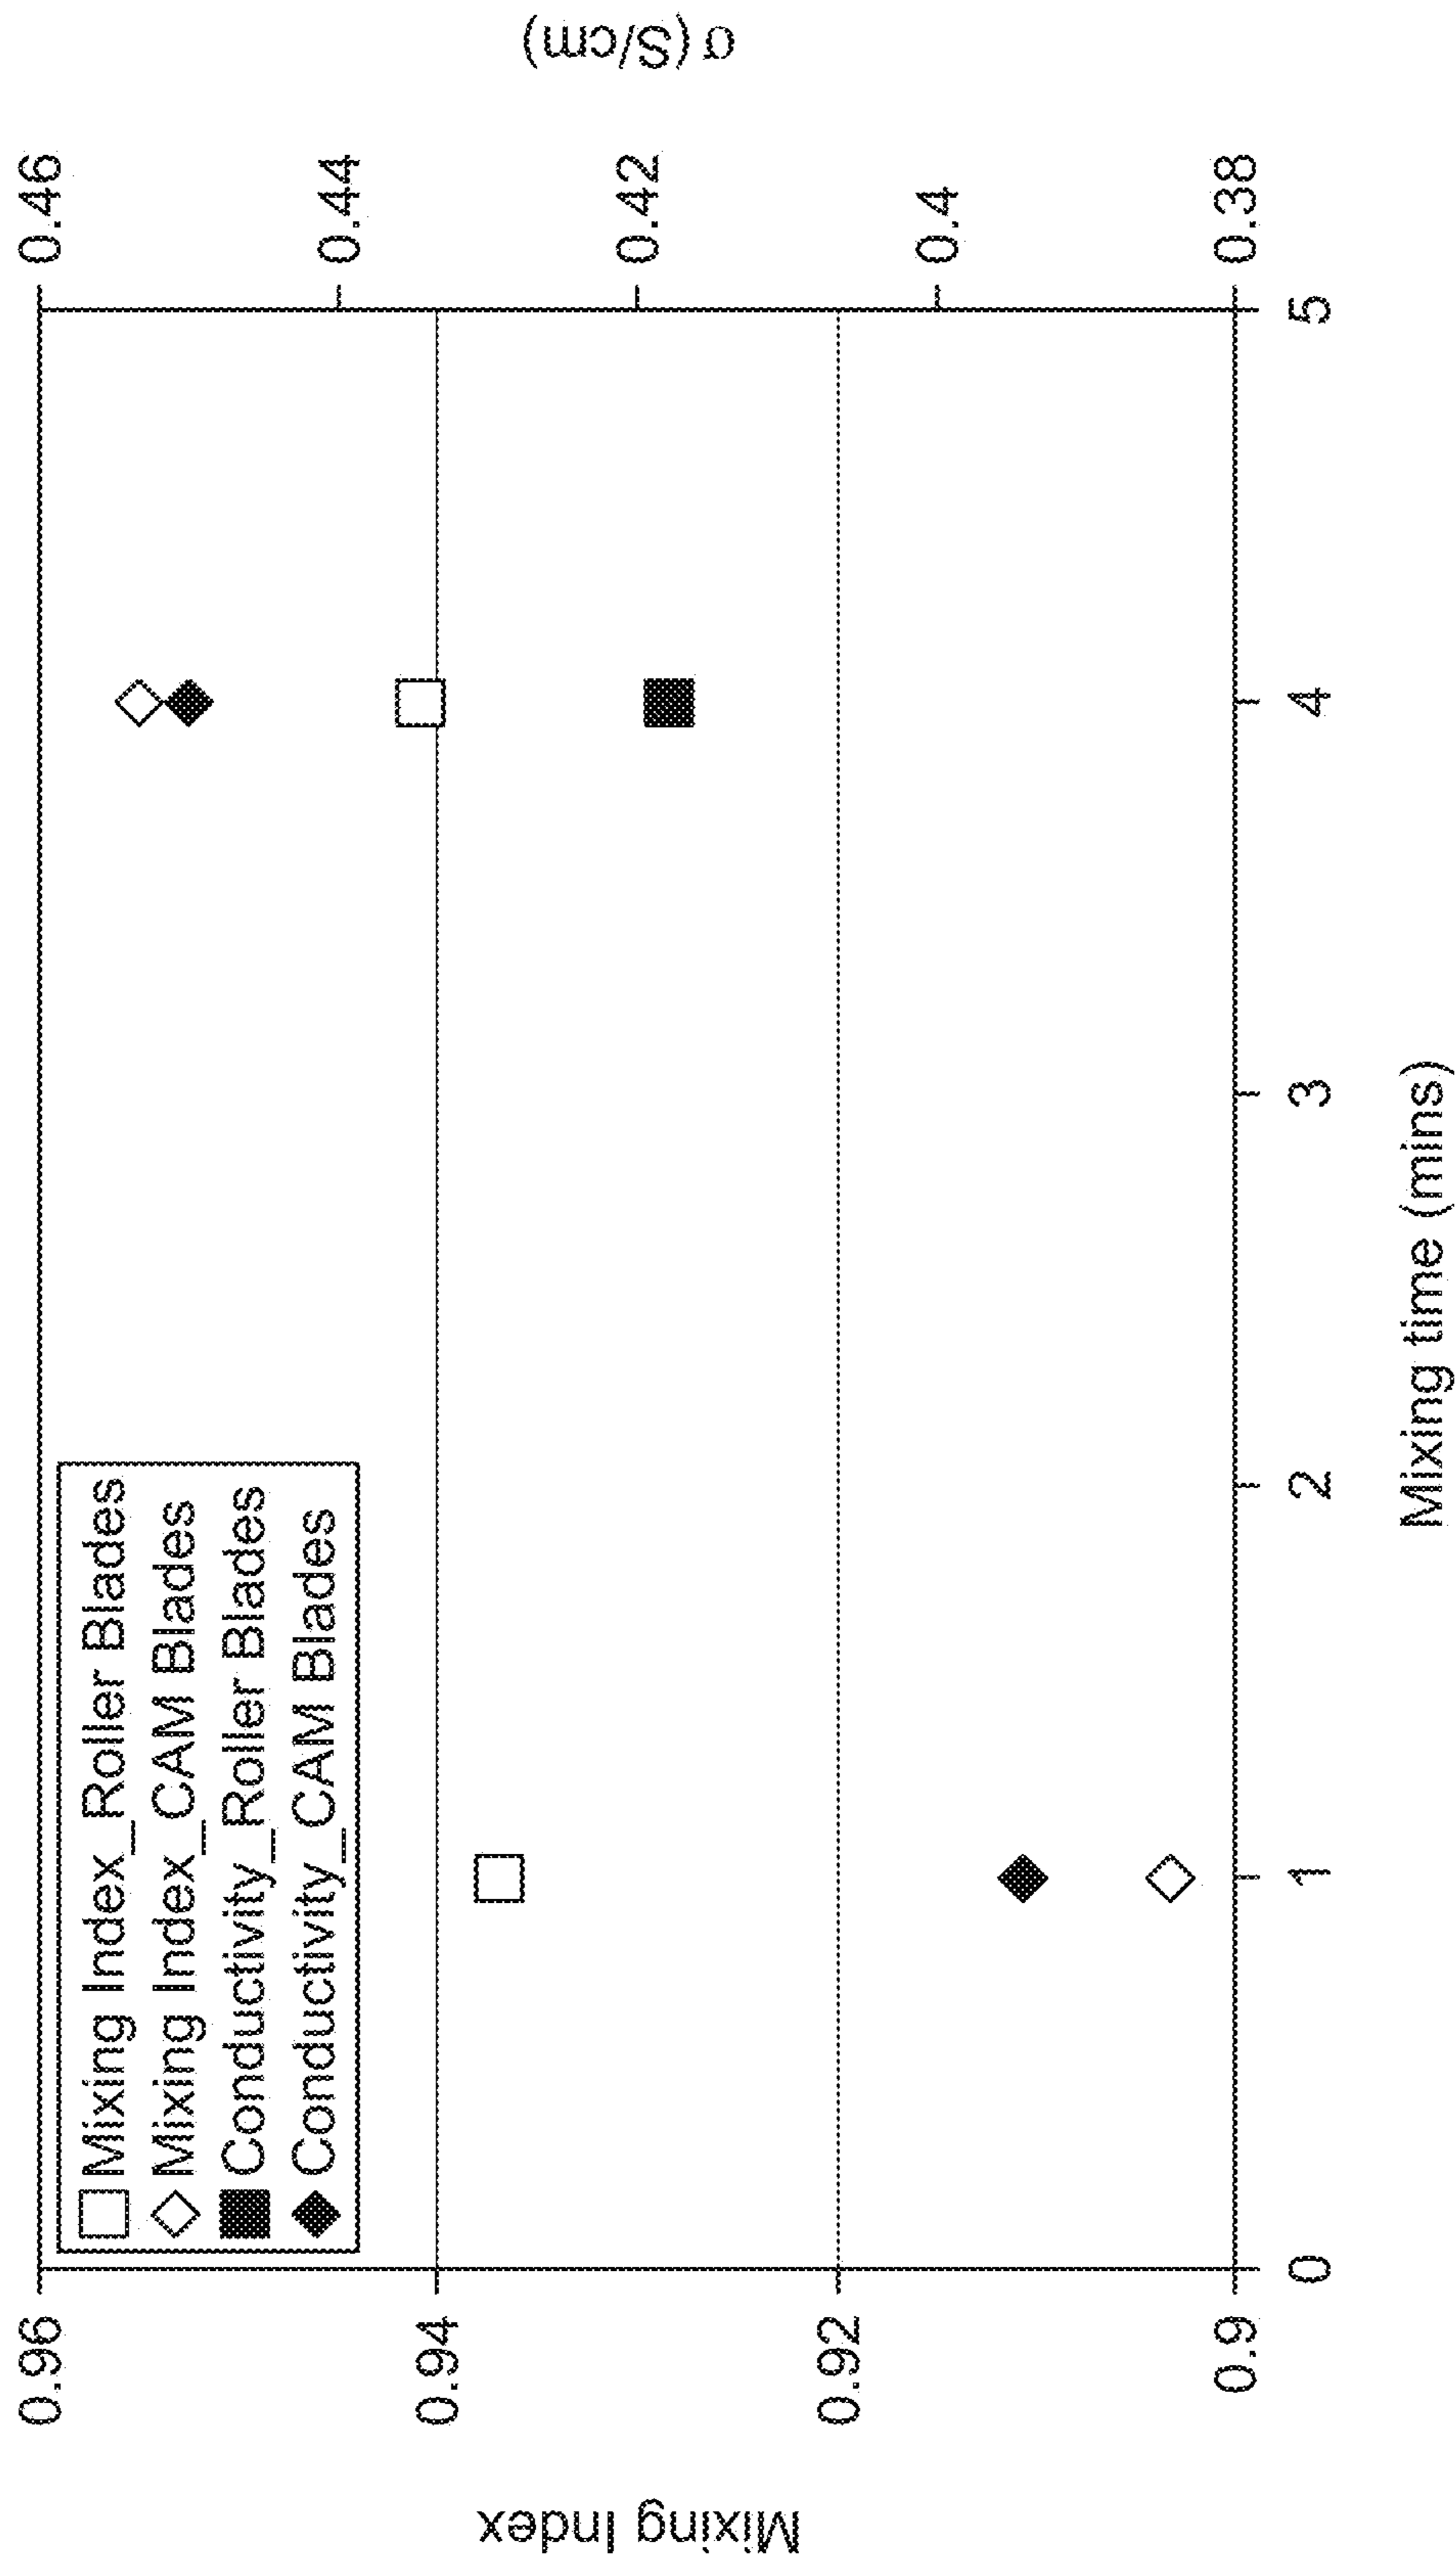 Mixing Index_Roller Blades
Mixing Index_CAM Blades
Conductivity_Roller Blades
Conductivity_CAM Blades
0.96
0.94
0.92
0.9
Mixing Index
0.46
0.44
0.42
0.4
0.38
σ(S/cm)
0
1
2
3
4
5
Mixing time (mins)